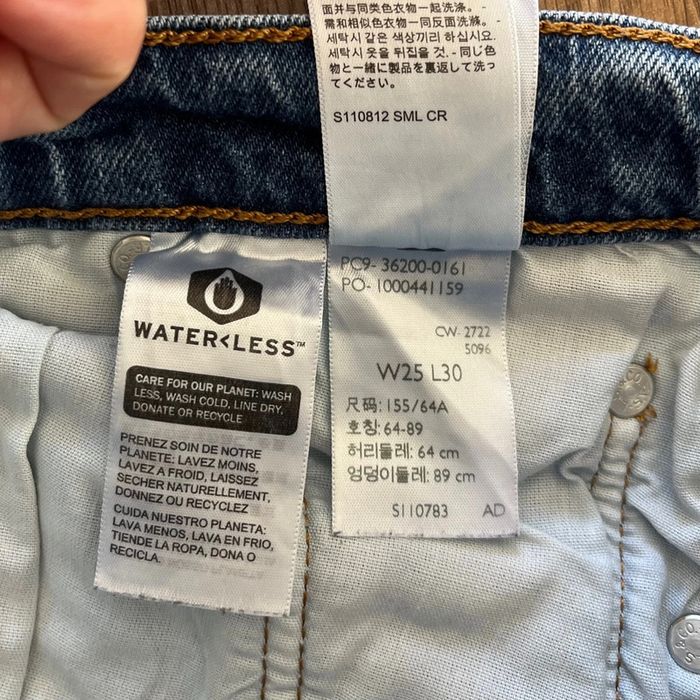 面并与同类色衣物一起洗涤。-
需和相似色衣物一同反面洗涤。-
세탁시 같은 색상끼리 하십시요.
세탁시 옷을 뒤집을 것. - 同じ色
物と一緒に製品を裏返して洗っ
てください。
S110812 SML CR
WATER<LESS™
CARE FOR OUR PLANET: WASH
LESS, WASH COLD, LINE DRY,
DONATE OR RECYCLE
PRENEZ SOIN DE NOTRE
PLANETE: LAVEZ MOINS,
LAVEZ A FROID, LAISSEZ
SECHER NATURELLEMENT,
DONNEZ OU RECYCLEZ
CUIDA NUESTRO PLANETA:
LAVA MENOS, LAVA EN FRIO,
TIENDE LA ROPA, DONA O
RECICLA.
PC9- 36200-0161
PO- 1000441159
CW- 2722
5096
W25 L30
尺码: 155/64A
호칭: 64-89
허리둘레: 64 cm
엉덩이둘레: 89 cm
S110783 AD